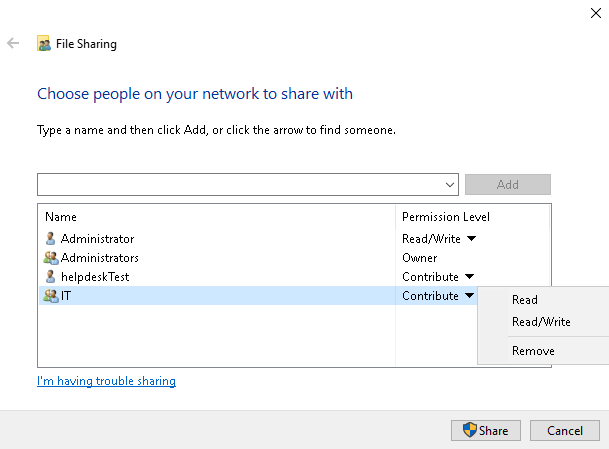 File Sharing
Choose people on your network to share with
Type a name and then click Add, or click the arrow to find someone.
Add
Name Permission Level
Administrator Read/Write
Administrators Owner
helpdeskTest Contribute
IT Contribute
Read
Read/Write
Remove
I'm having trouble sharing
Share Cancel